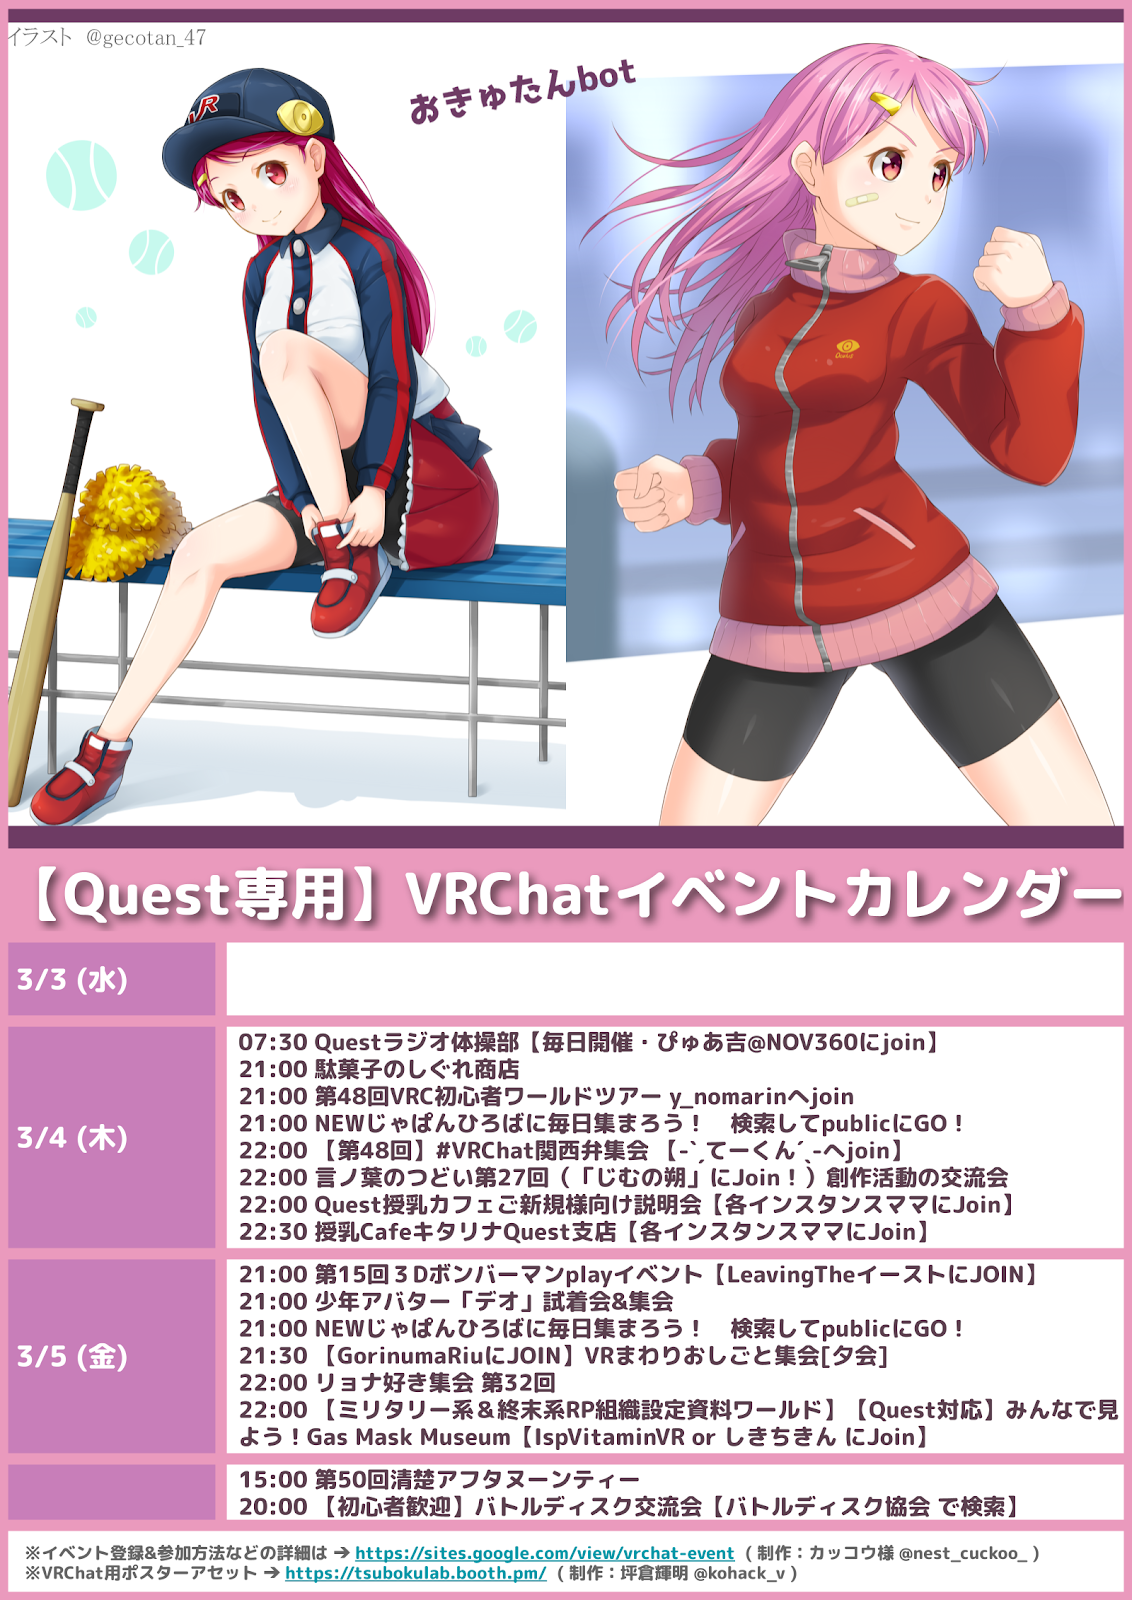 イラスト @gecotan_47
おきゅたんbot
VR
Quest
【Quest専用】VRChatイベントカレンダー
3/3 (水)
3/4 (木)
07:30 Questラジオ体操部【毎日開催・ぴゅあ吉@NOV360にjoin】
21:00 駄菓子のしぐれ商店
21:00 第48回VRC初心者ワールドツアー y_nomarinへjoin
21:00 NEWじゃぱんひろばに毎日集まろう！　検索してpublicにGO！
22:00 【第48回】#VRChat関西弁集会 【-`ˏてーくんˊˎ-へjoin】
22:00 言ノ葉のつどい第27回（「じむの朔」にJoin！）創作活動の交流会
22:00 Quest授乳カフェご新規様向け説明会【各インスタンスママにJoin】
22:30 授乳CafeキタリナQuest支店【各インスタンスママにJoin】
3/5 (金)
21:00 第15回３Dボンバーマンplayイベント【LeavingTheイーストにJOIN】
21:00 少年アバター「デオ」試着会&集会
21:00 NEWじゃぱんひろばに毎日集まろう！　検索してpublicにGO！
21:30 【GorinumaRiuにJOIN】VRまわりおしごと集会[夕会]
22:00 リョナ好き集会 第32回
22:00 【ミリタリー系＆終末系RP組織設定資料ワールド】【Quest対応】みんなで見
よう！Gas Mask Museum【IspVitaminVR or しきちきん にJoin】
15:00 第50回清楚アフタヌーンティー
20:00 【初心者歓迎】バトルディスク交流会【バトルディスク協会 で検索】
※イベント登録&参加方法などの詳細は ➔ https://sites.google.com/view/vrchat-event （制作：カッコウ様 @nest_cuckoo_ ）
※VRChat用ポスターアセット ➔ https://tsubokulab.booth.pm/ （制作：坪倉輝明 @kohack_v ）